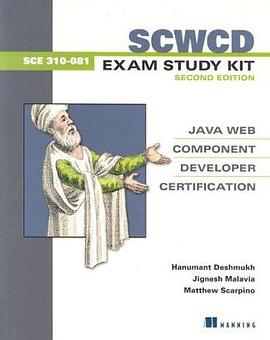 SCWCD
SCE 310-081
EXAM STUDY KIT
SECOND EDITION
JAVA WEB
COMPONENT
DEVELOPER
CERTIFICATION
Hanumant Deshmukh
Jignesh Malavia
Matthew Scarpino
MANNING